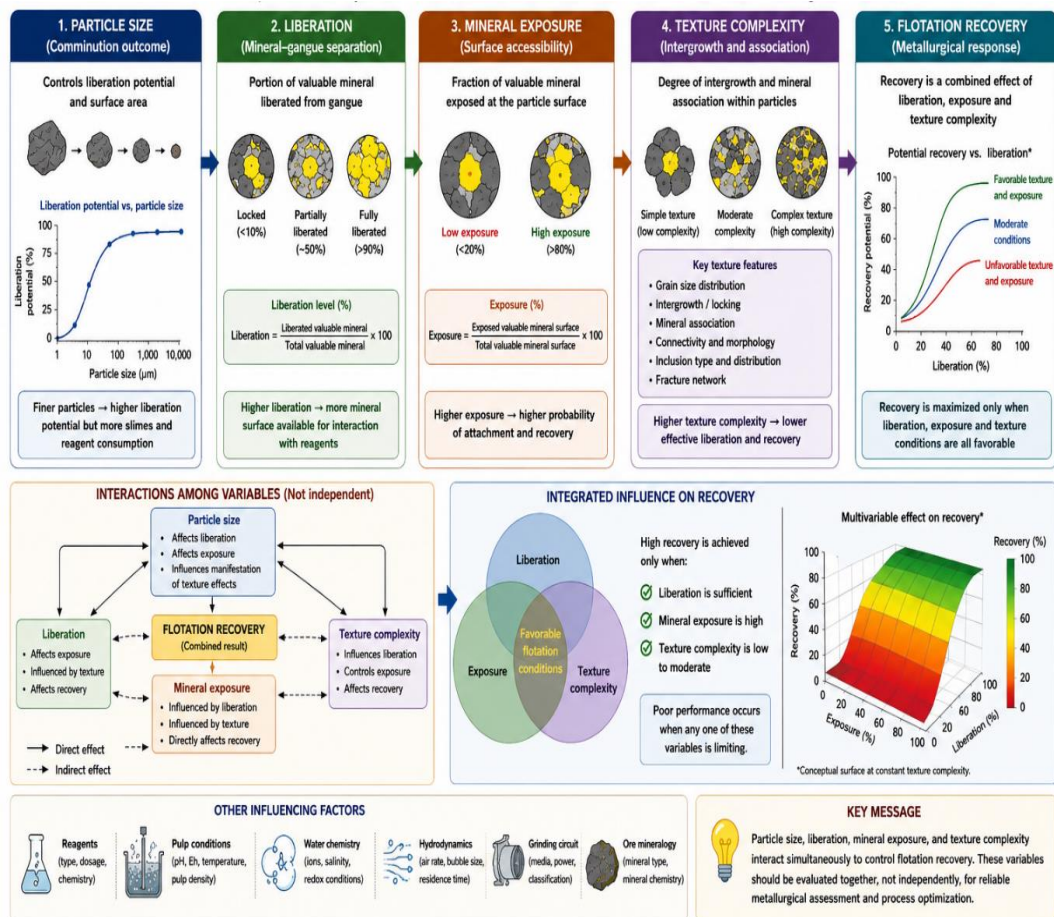 1. PARTICLE SIZE
(Comminution outcome)
Controls liberation potential
and surface area
Liberation potential vs, particle size
Liberation
potential (%)
100
75
50
25
0
1
10
100
1,000
10,000
Particle size (µm)
Finer particles → higher liberation
potential but more slimes and
reagent consumption
2. LIBERATION
(Mineral–gangue separation)
Portion of valuable mineral
liberated from gangue
Locked
(<10%)
Partially
liberated
(~50%)
Fully
liberated
(>90%)
Liberation level (%)
Liberation = Liberated valuable mineral / Total valuable mineral x 100
Higher liberation → more mineral
surface available for interaction
with reagents
3. MINERAL EXPOSURE
(Surface accessibility)
Fraction of valuable mineral
exposed at the particle surface
Low exposure
(<20%)
High exposure
(>80%)
Exposure (%)
Exposure = Exposed valuable mineral surface / Total valuable mineral surface x 100
Higher exposure → higher probability
of attachment and recovery
4. TEXTURE COMPLEXITY
(Intergrowth and association)
Degree of intergrowth and mineral
association within particles
Simple texture
(low complexity)
Moderate
complexity
Complex texture
(high complexity)
Key texture features
• Grain size distribution
• Intergrowth / locking
• Mineral association
• Connectivity and morphology
• Inclusion type and distribution
• Fracture network
Higher texture complexity → lower
effective liberation and recovery
5. FLOTATION RECOVERY
(Metallurgical response)
Recovery is a combined effect of
liberation, exposure and
texture complexity
Potential recovery vs. liberation*
Recovery potential (%)
100
80
60
40
20
0
0
20
40
60
80
100
Liberation (%)
Favorable texture
and exposure
Moderate
conditions
Unfavorable texture
and exposure
Recovery is maximized only when
liberation, exposure and texture
conditions are all favorable
INTERACTIONS AMONG VARIABLES (Not independent)
Particle size
• Affects liberation
• Affects exposure
• Influences manifestation
of texture effects
Liberation
• Affects exposure
• Influenced by texture
• Affects recovery
FLOTATION RECOVERY
(Combined result)
Texture complexity
• Influences liberation
• Controls exposure
• Affects recovery
Mineral exposure
• Influenced by liberation
• Influenced by texture
• Directly affects recovery
Direct effect
Indirect effect
INTEGRATED INFLUENCE ON RECOVERY
Liberation
Exposure
Favorable
flotation
conditions
Texture
complexity
High recovery is achieved
only when:
Liberation is sufficient
Mineral exposure is high
Texture complexity is low
to moderate
Poor performance occurs
when any one of these
variables is limiting.
Multivariable effect on recovery*
Recovery (%)
100
80
60
40
20
0
Exposure (%)
0
20
40
60
80
100
Liberation (%)
0
20
40
60
80
100
Recovery (%)
100
80
60
40
20
0
*Conceptual surface at constant texture complexity.
OTHER INFLUENCING FACTORS
Reagents
(type, dosage,
chemistry)
Pulp conditions
(pH, Eh, temperature,
pulp density)
Water chemistry
(ions, salinity,
redox conditions)
Hydrodynamics
(air rate, bubble size,
residence time)
Grinding circuit
(media, power,
classification)
Ore mineralogy
(mineral type,
mineral chemistry)
KEY MESSAGE
Particle size, liberation, mineral exposure, and texture complexity
interact simultaneously to control flotation recovery. These variables
should be evaluated together, not independently, for reliable
metallurgical assessment and process optimization.